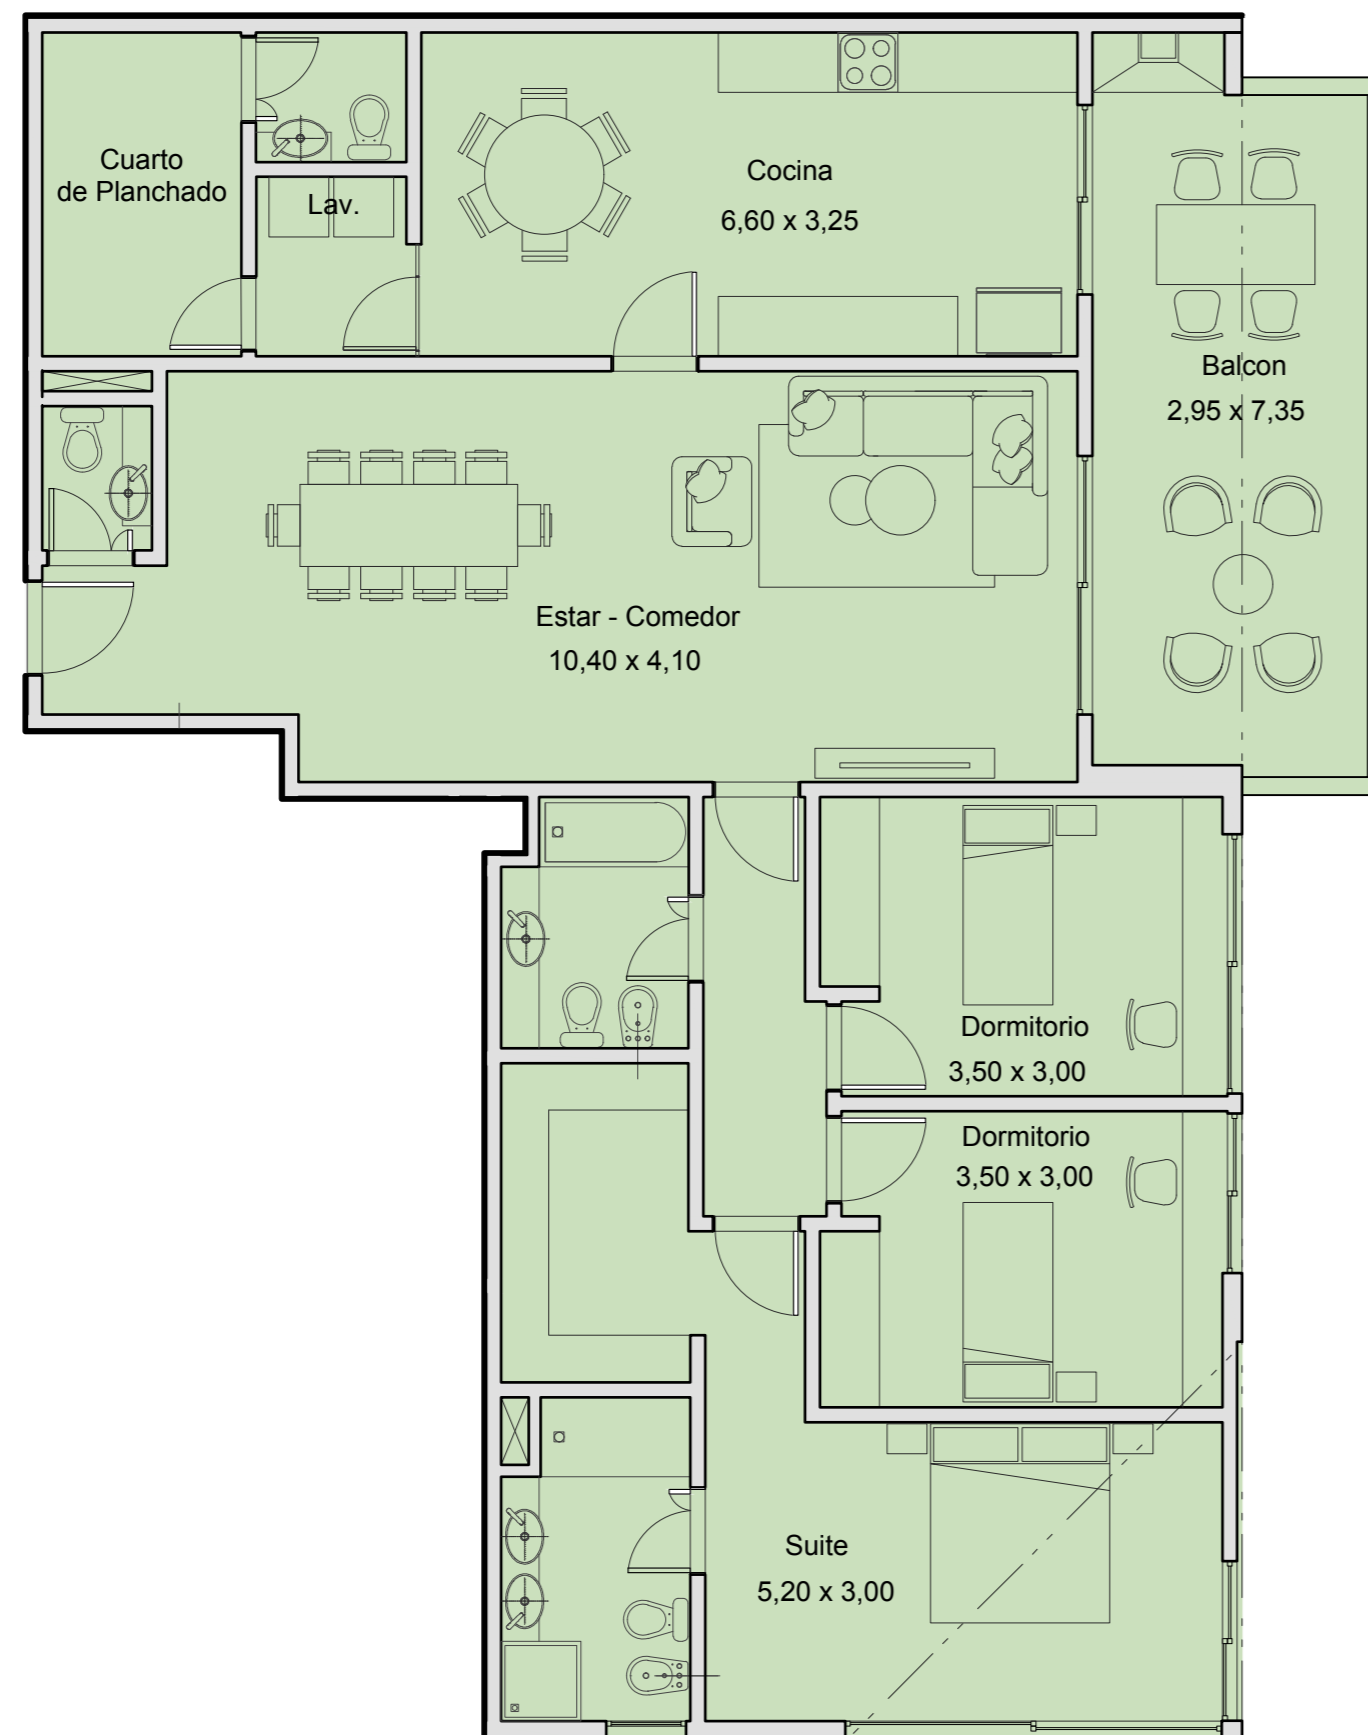 Cuarto
de Planchado
Lav.
Cocina
6,60 x 3,25
Balcon
2,95 x 7,35
Estar - Comedor
10,40 x 4,10
Dormitorio
3,50 x 3,00
Dormitorio
3,50 x 3,00
Suite
5,20 x 3,00